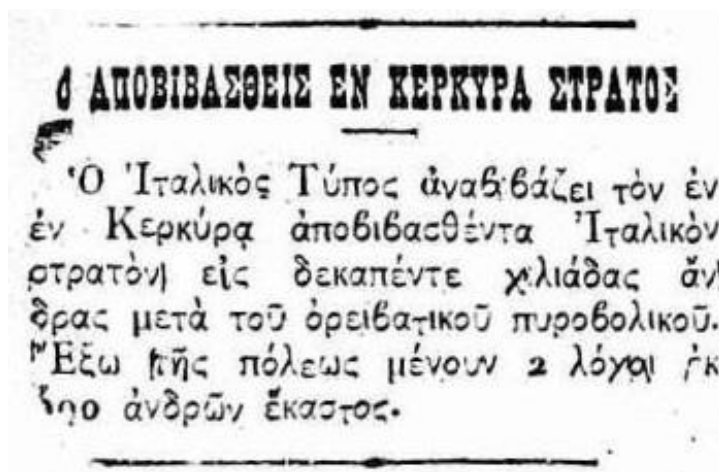 Ὁ ΑΠΟΒΙΒΑΣΘΕΙΣ ΕΝ ΚΕΡΚΥΡΑ ΣΤΡΑΤΟΣ
Ὁ Ἰταλικὸς Τύπος ἀναβιβάζει τὸν ἐν
ἐν Κερκύρᾳ ἀποβιβασθέντα Ἰταλικὸν
στρατὸν εἰς δεκαπέντε χιλιάδας ἄν
δρας μετὰ τοῦ ὀρειβατικοῦ πυροβολικοῦ.
Ἔξω τῆς πόλεως μένουν 2 λόχοι ἐκ
ἀνδρῶν ἕκαστος.